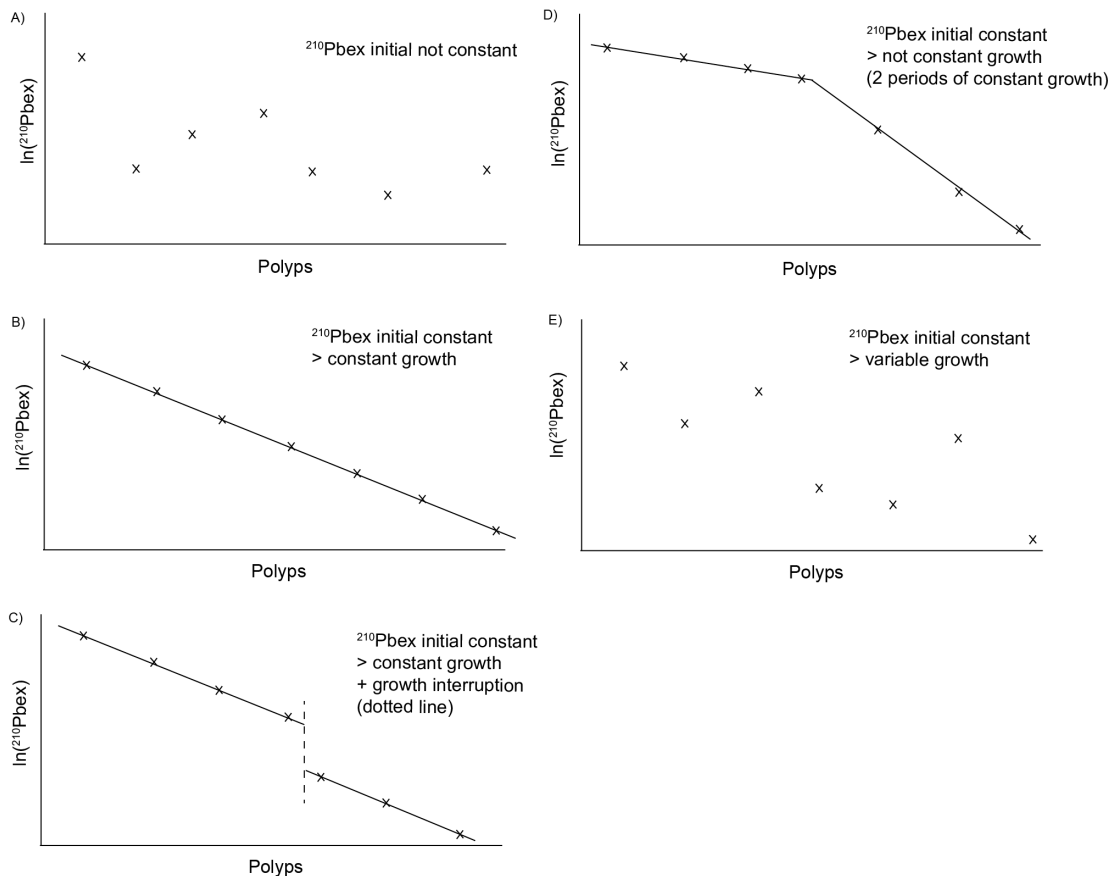 A)
²¹⁰Pbex initial not constant
ln(²¹⁰Pbex)
Polyps
B)
²¹⁰Pbex initial constant
> constant growth
ln(²¹⁰Pbex)
Polyps
C)
²¹⁰Pbex initial constant
> constant growth
+ growth interruption
(dotted line)
ln(²¹⁰Pbex)
Polyps
D)
²¹⁰Pbex initial constant
> not constant growth
(2 periods of constant growth)
ln(²¹⁰Pbex)
Polyps
E)
²¹⁰Pbex initial constant
> variable growth
ln(²¹⁰Pbex)
Polyps